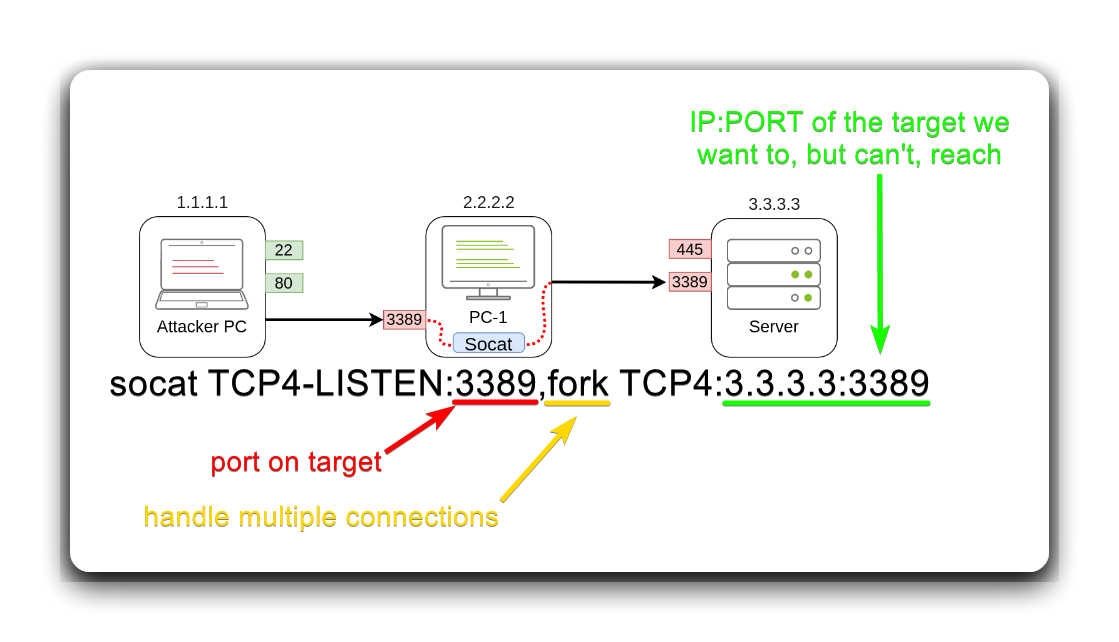 IP:PORT of the target we
want to, but can't, reach
1.1.1.1
2.2.2.2
3.3.3.3
22
80
445
3389
3389
Attacker PC
PC-1
Socat
Server
socat TCP4-LISTEN:3389,fork TCP4:3.3.3.3:3389
port on target
handle multiple connections